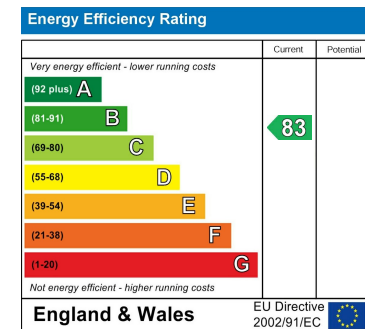 Energy Efficiency Rating
Current Potential
Very energy efficient - lower running costs
(92 plus) A
(81-91) B
(69-80) C
(55-68) D
(39-54) E
(21-38) F
(1-20) G
83
Not energy efficient - higher running costs
England & Wales
EU Directive
2002/91/EC